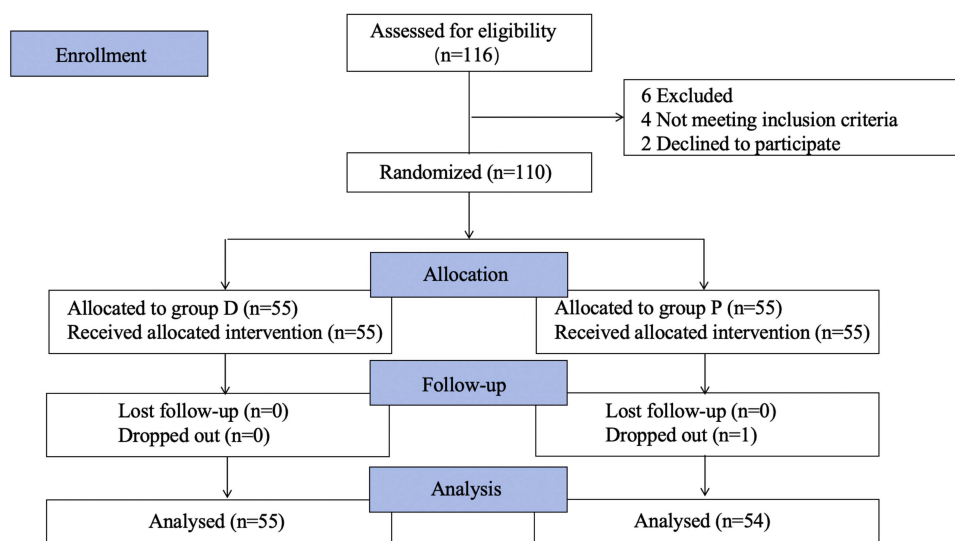 Enrollment
Assessed for eligibility
(n=116)
6 Excluded
4 Not meeting inclusion criteria
2 Declined to participate
Randomized (n=110)
Allocation
Allocated to group D (n=55)
Received allocated intervention (n=55)
Allocated to group P (n=55)
Received allocated intervention (n=55)
Follow-up
Lost follow-up (n=0)
Dropped out (n=0)
Lost follow-up (n=0)
Dropped out (n=1)
Analysis
Analysed (n=55)
Analysed (n=54)